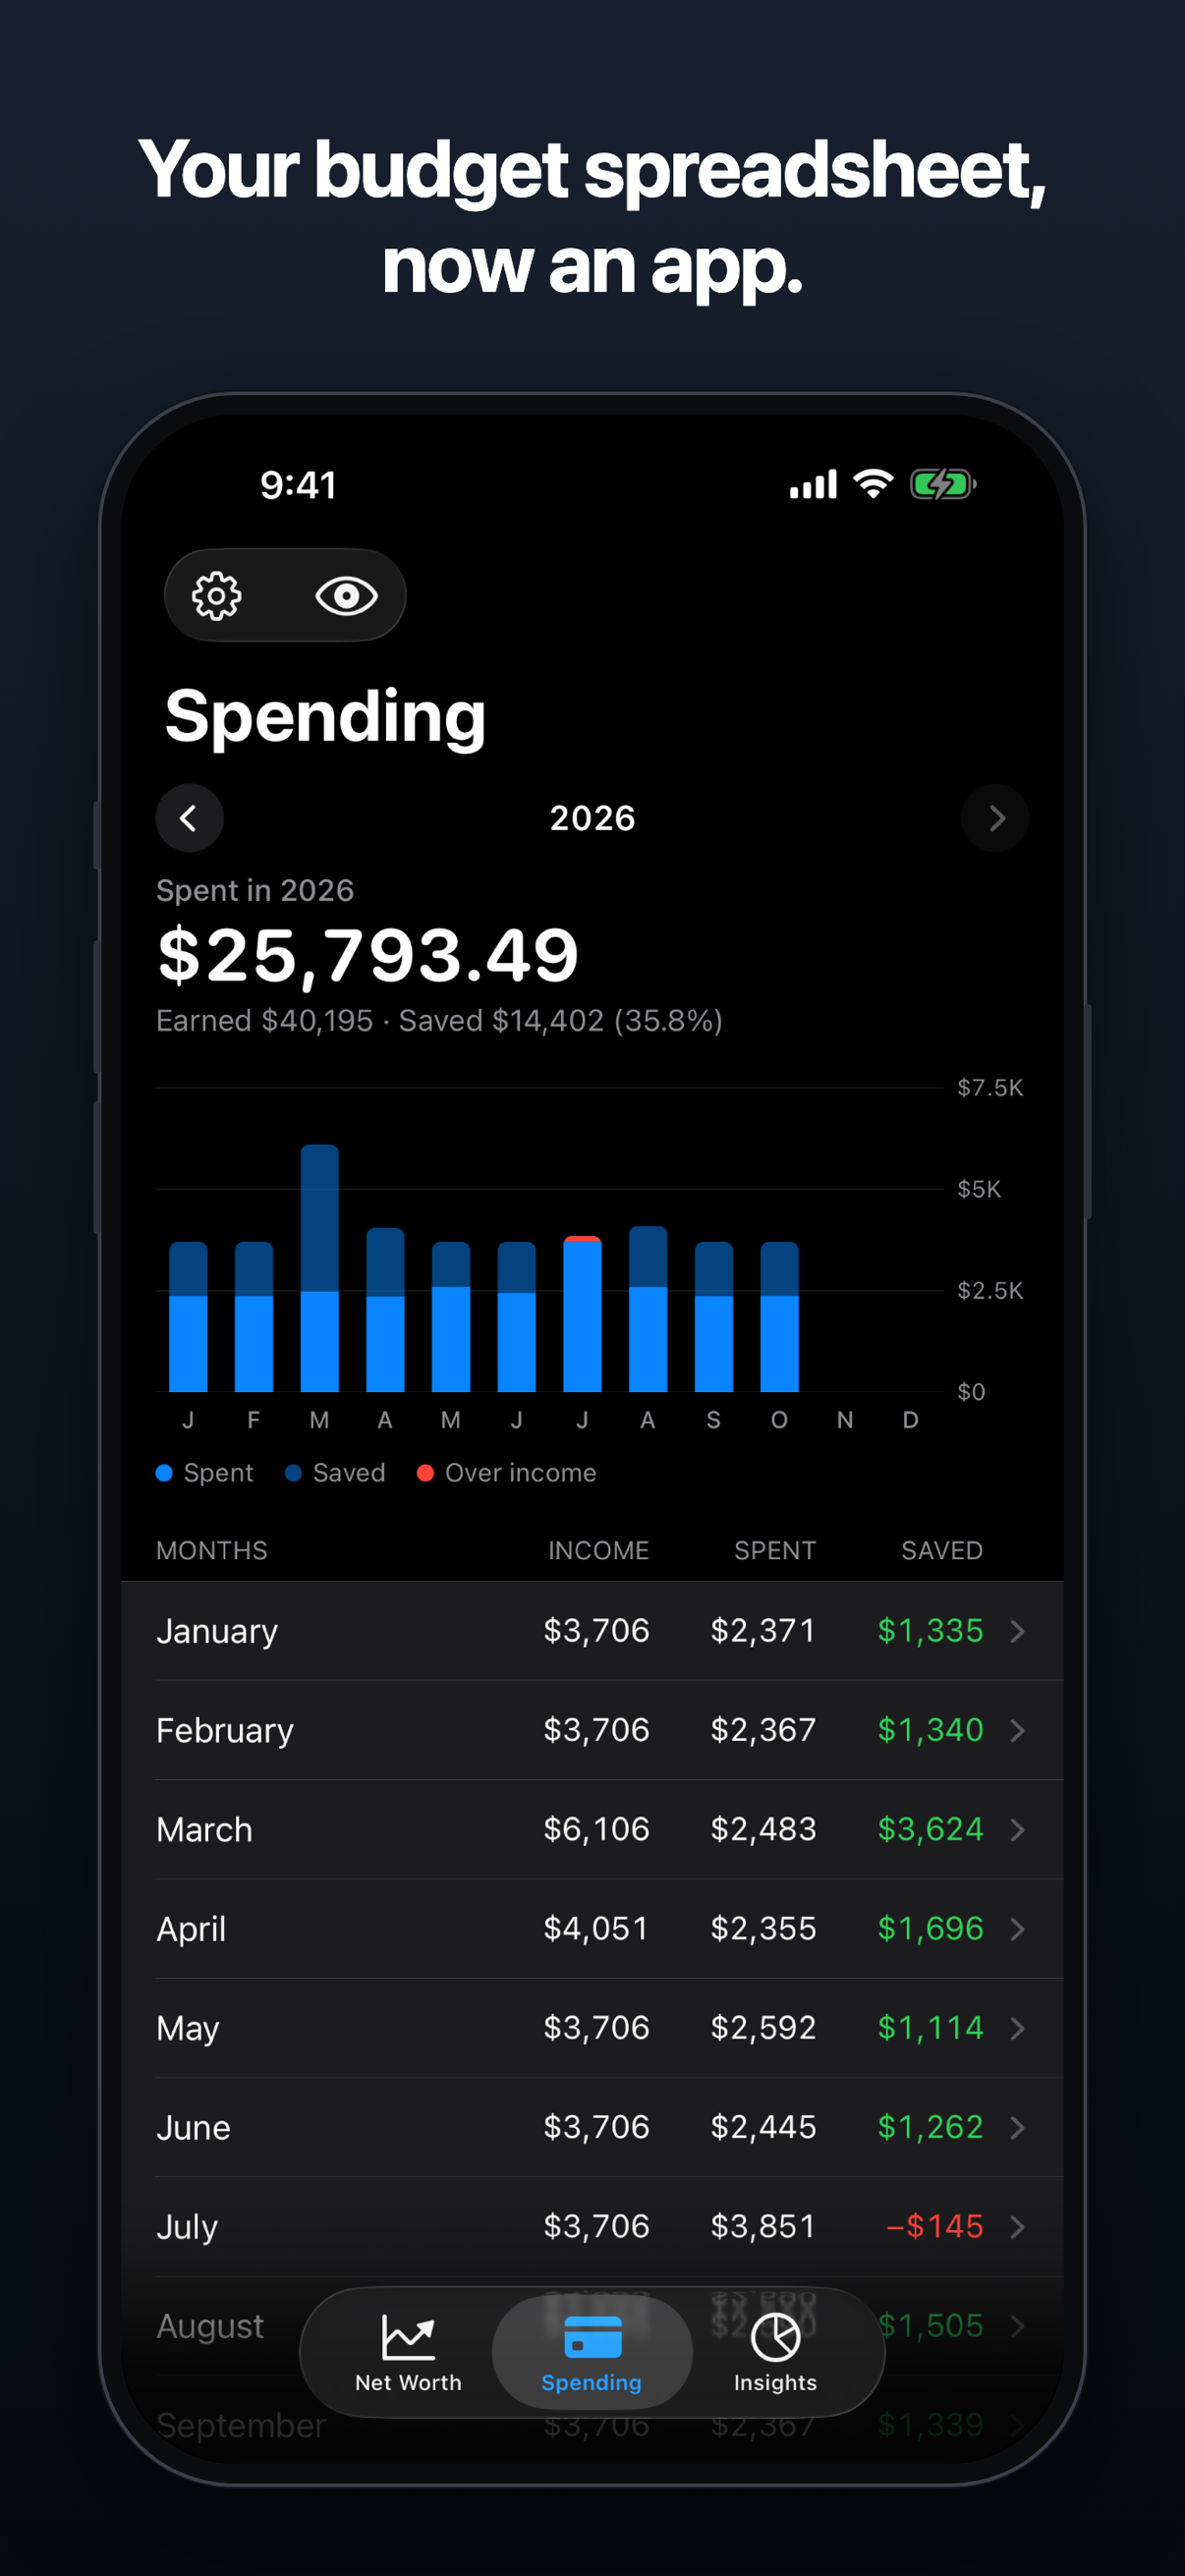 Your budget spreadsheet,
now an app.
9:41
Spending
2026
Spent in 2026
$25,793.49
Earned $40,195 · Saved $14,402 (35.8%)
$7.5K
$5K
$2.5K
$0
J F M A M J J A S O N D
Spent Saved Over income
MONTHS INCOME SPENT SAVED
January $3,706 $2,371 $1,335
February $3,706 $2,367 $1,340
March $6,106 $2,483 $3,624
April $4,051 $2,355 $1,696
May $3,706 $2,592 $1,114
June $3,706 $2,445 $1,262
July $3,706 $3,851 –$145
August $1,505
Net Worth Spending Insights
September $3,706 $2,367 $1,339